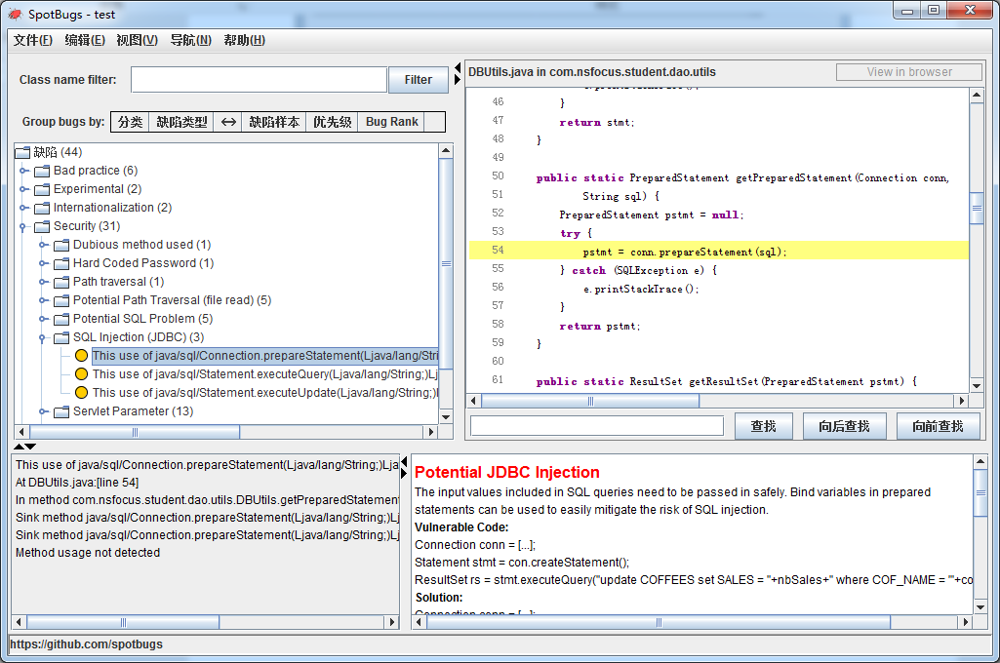 SpotBugs - test
文件(F) 编辑(E) 视图(V) 导航(N) 帮助(H)
Class name filter:
Filter
Group bugs by: 分类 缺陷类型 <-> 缺陷样本 优先级 Bug Rank
缺陷 (44)
Bad practice (6)
Experimental (2)
Internationalization (2)
Security (31)
Dubious method used (1)
Hard Coded Password (1)
Path traversal (1)
Potential Path Traversal (file read) (5)
Potential SQL Problem (5)
SQL Injection (JDBC) (3)
This use of java/sql/Connection.prepareStatement(Ljava/lang/Stri
This use of java/sql/Statement.executeQuery(Ljava/lang/String;)Lj
This use of java/sql/Statement.executeUpdate(Ljava/lang/String;)I
Servlet Parameter (13)
DBUtils.java in com.nsfocus.student.dao.utils
View in browser
46 }
47 return stmt;
48 }
49
50 public static PreparedStatement getPreparedStatement(Connection conn,
51 String sql) {
52 PreparedStatement pstmt = null;
53 try {
54 pstmt = conn.prepareStatement(sql);
55 } catch (SQLException e) {
56 e.printStackTrace();
57 }
58 return pstmt;
59 }
60
61 public static ResultSet getResultSet(PreparedStatement pstmt) {
查找 向后查找 向前查找
This use of java/sql/Connection.prepareStatement(Ljava/lang/String;)Ljava
At DBUtils.java:[line 54]
In method com.nsfocus.student.dao.utils.DBUtils.getPreparedStatement
Sink method java/sql/Connection.prepareStatement(Ljava/lang/String;)Lj
Sink method java/sql/Connection.prepareStatement(Ljava/lang/String;)Lj
Method usage not detected
Potential JDBC Injection
The input values included in SQL queries need to be passed in safely. Bind variables in prepared
statements can be used to easily mitigate the risk of SQL injection.
Vulnerable Code:
Connection conn = [...];
Statement stmt = con.createStatement();
ResultSet rs = stmt.executeQuery("update COFFEES set SALES = "+nbSales+" where COF_NAME = '"+co
Solution:
Connection conn = [...];
https://github.com/spotbugs